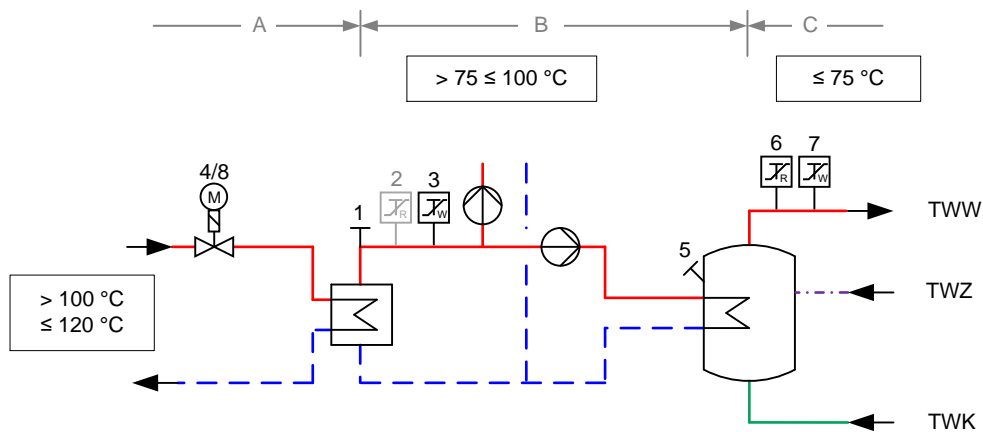 A B C
> 75 ≤ 100 °C
≤ 75 °C
6 7
R W
4/8
M
2 3
R W
1
TWW
5
> 100 °C
≤ 120 °C
TWZ
TWK